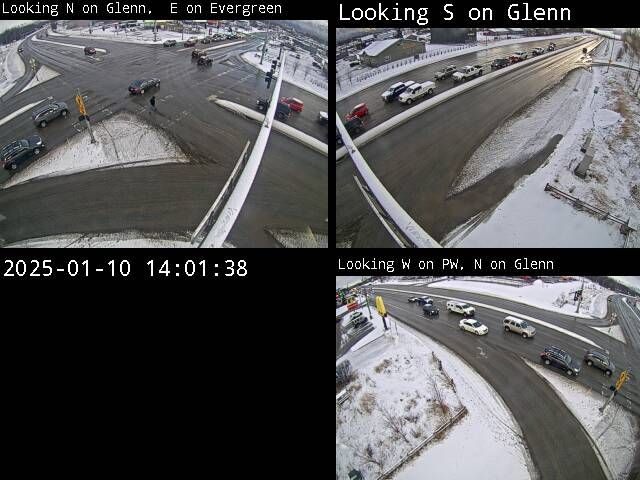 Looking N on Glenn,  E on Evergreen
Looking S on Glenn
2025-01-10 14:01:38
Looking W on PW, N on Glenn